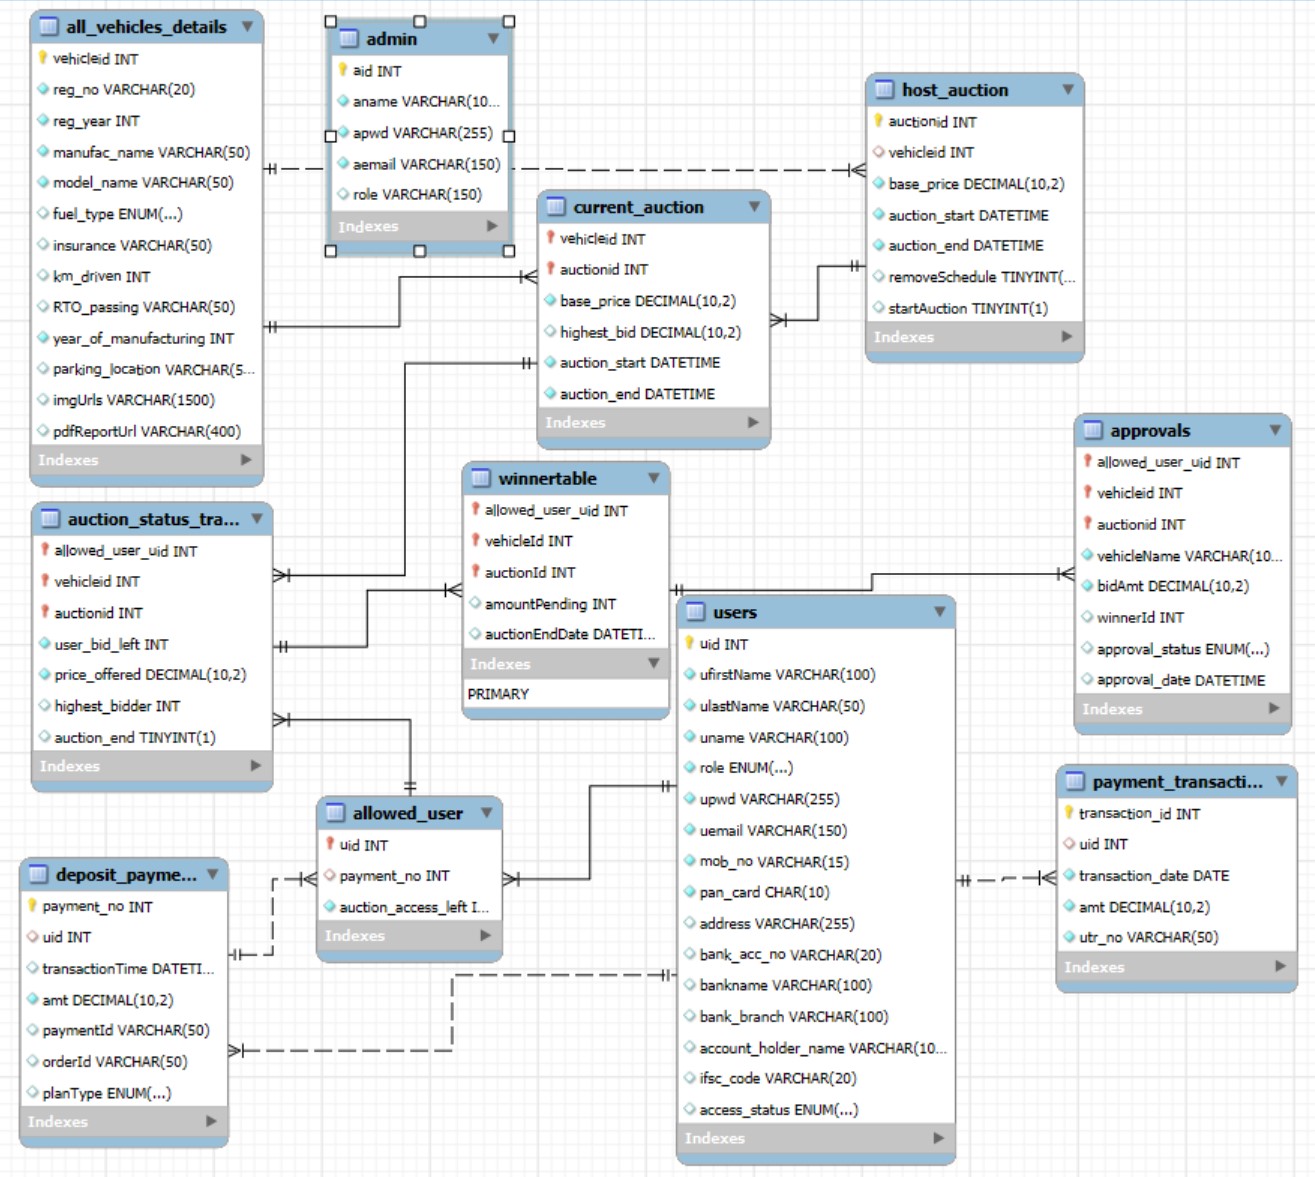 all_vehicles_details
vehicleid INT
reg_no VARCHAR(20)
reg_year INT
manufac_name VARCHAR(50)
model_name VARCHAR(50)
fuel_type ENUM(...)
insurance VARCHAR(50)
km_driven INT
RTO_passing VARCHAR(50)
year_of_manufacturing INT
parking_location VARCHAR(5...
imgUrls VARCHAR(1500)
pdfReportUrl VARCHAR(400)
Indexes
admin
aid INT
aname VARCHAR(10...
apwd VARCHAR(255)
aemail VARCHAR(150)
role VARCHAR(150)
Indexes
host_auction
auctionid INT
vehicleid INT
base_price DECIMAL(10,2)
auction_start DATETIME
auction_end DATETIME
removeSchedule TINYINT(...
startAuction TINYINT(1)
Indexes
current_auction
vehicleid INT
auctionid INT
base_price DECIMAL(10,2)
highest_bid DECIMAL(10,2)
auction_start DATETIME
auction_end DATETIME
Indexes
approvals
allowed_user_uid INT
vehicleid INT
auctionid INT
vehicleName VARCHAR(10...
bidAmt DECIMAL(10,2)
winnerId INT
approval_status ENUM(...)
approval_date DATETIME
Indexes
winnertable
allowed_user_uid INT
vehicleId INT
auctionId INT
amountPending INT
auctionEndDate DATETI...
Indexes
PRIMARY
auction_status_tra...
allowed_user_uid INT
vehicleid INT
auctionid INT
user_bid_left INT
price_offered DECIMAL(10,2)
highest_bidder INT
auction_end TINYINT(1)
Indexes
users
uid INT
ufirstName VARCHAR(100)
ulastName VARCHAR(50)
uname VARCHAR(100)
role ENUM(...)
upwd VARCHAR(255)
uemail VARCHAR(150)
mob_no VARCHAR(15)
pan_card CHAR(10)
address VARCHAR(255)
bank_acc_no VARCHAR(20)
bankname VARCHAR(100)
bank_branch VARCHAR(100)
account_holder_name VARCHAR(10...
ifsc_code VARCHAR(20)
access_status ENUM(...)
Indexes
payment_transacti...
transaction_id INT
uid INT
transaction_date DATE
amt DECIMAL(10,2)
utr_no VARCHAR(50)
Indexes
allowed_user
uid INT
payment_no INT
auction_access_left I...
Indexes
deposit_payme...
payment_no INT
uid INT
transactionTime DATETI...
amt DECIMAL(10,2)
paymentId VARCHAR(50)
orderId VARCHAR(50)
planType ENUM(...)
Indexes